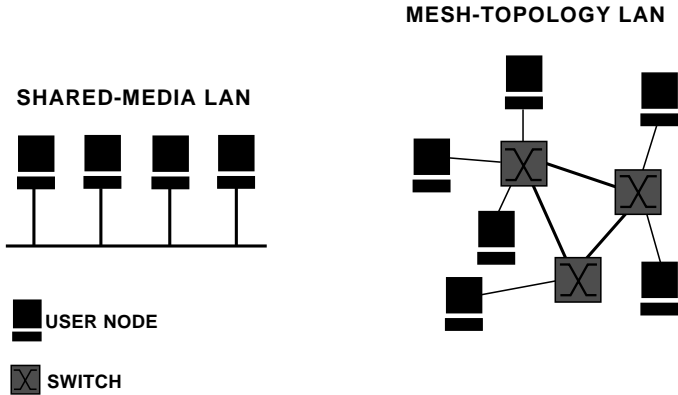 MESH-TOPOLOGY LAN
SHARED-MEDIA LAN
USER NODE
SWITCH